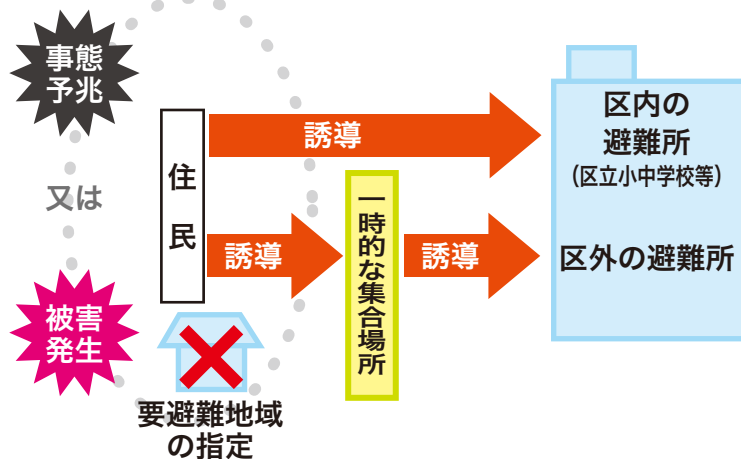 事態
予兆
又は
被害
発生
住民
要避難地域
の指定
誘導
誘導
一時的な集合場所
誘導
区内の
避難所
（区立小中学校等）
区外の避難所